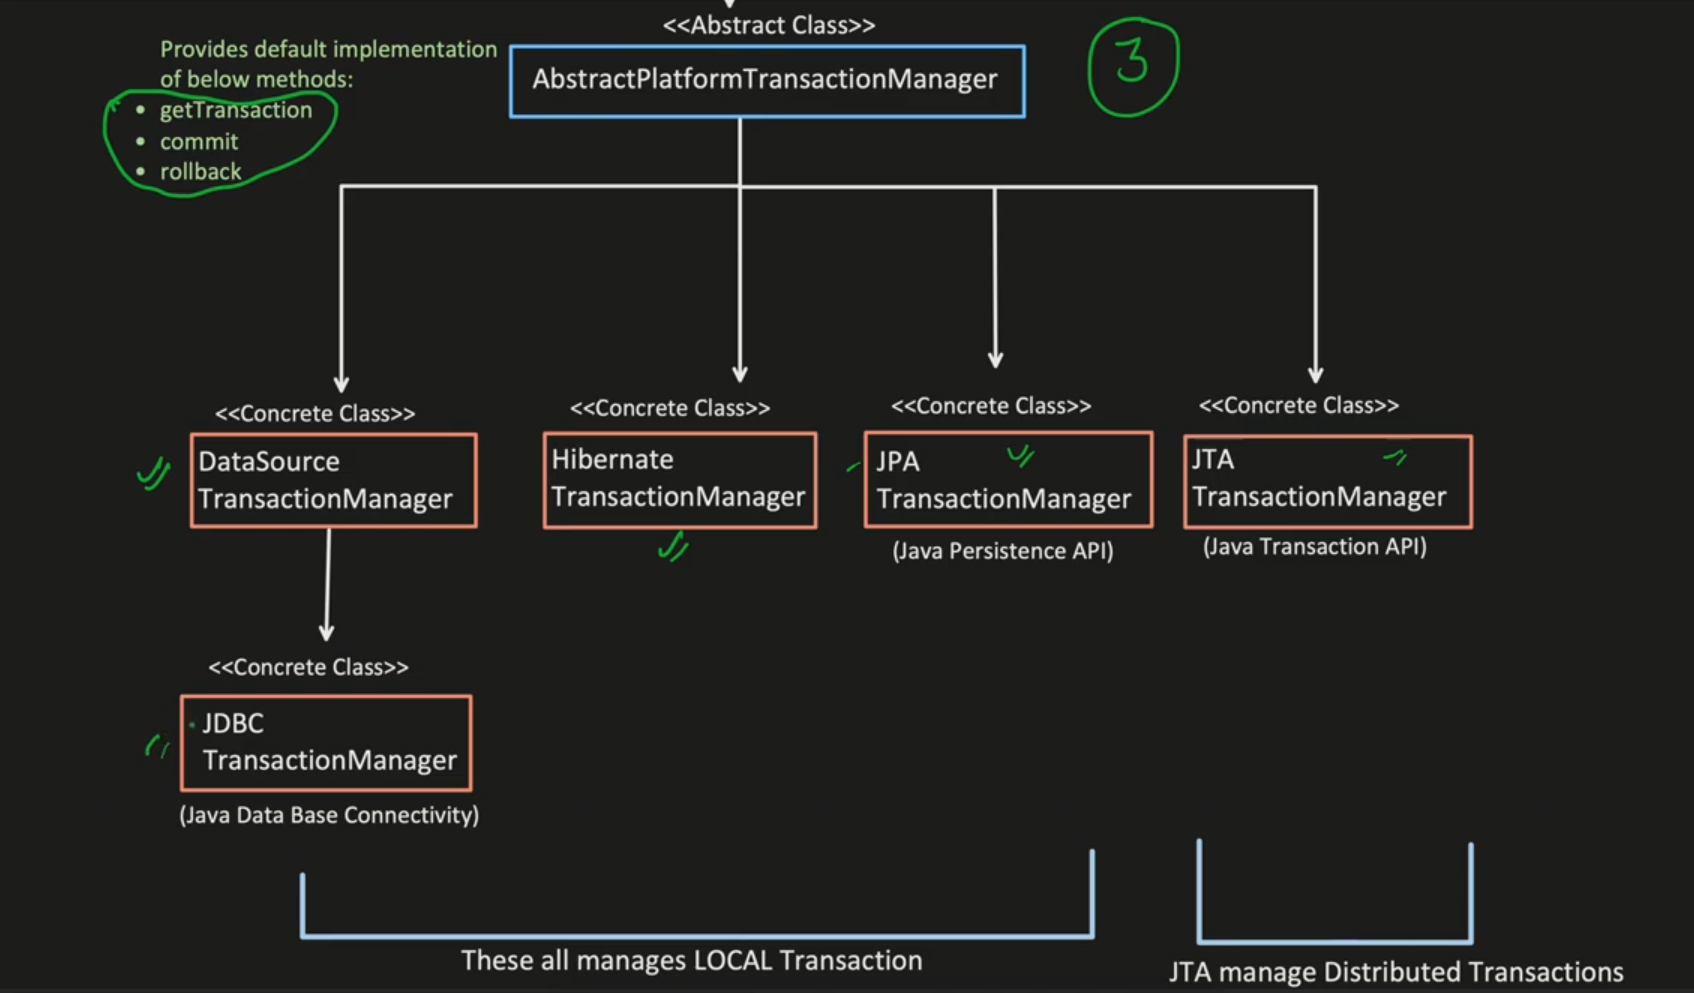 <<Abstract Class>>
Provides default implementation
of below methods:
• getTransaction
• commit
• rollback
AbstractPlatformTransactionManager
3
<<Concrete Class>>
DataSource
TransactionManager
<<Concrete Class>>
Hibernate
TransactionManager
<<Concrete Class>>
JPA
TransactionManager
(Java Persistence API)
<<Concrete Class>>
JTA
TransactionManager
(Java Transaction API)
<<Concrete Class>>
JDBC
TransactionManager
(Java Data Base Connectivity)
These all manages LOCAL Transaction
JTA manage Distributed Transactions